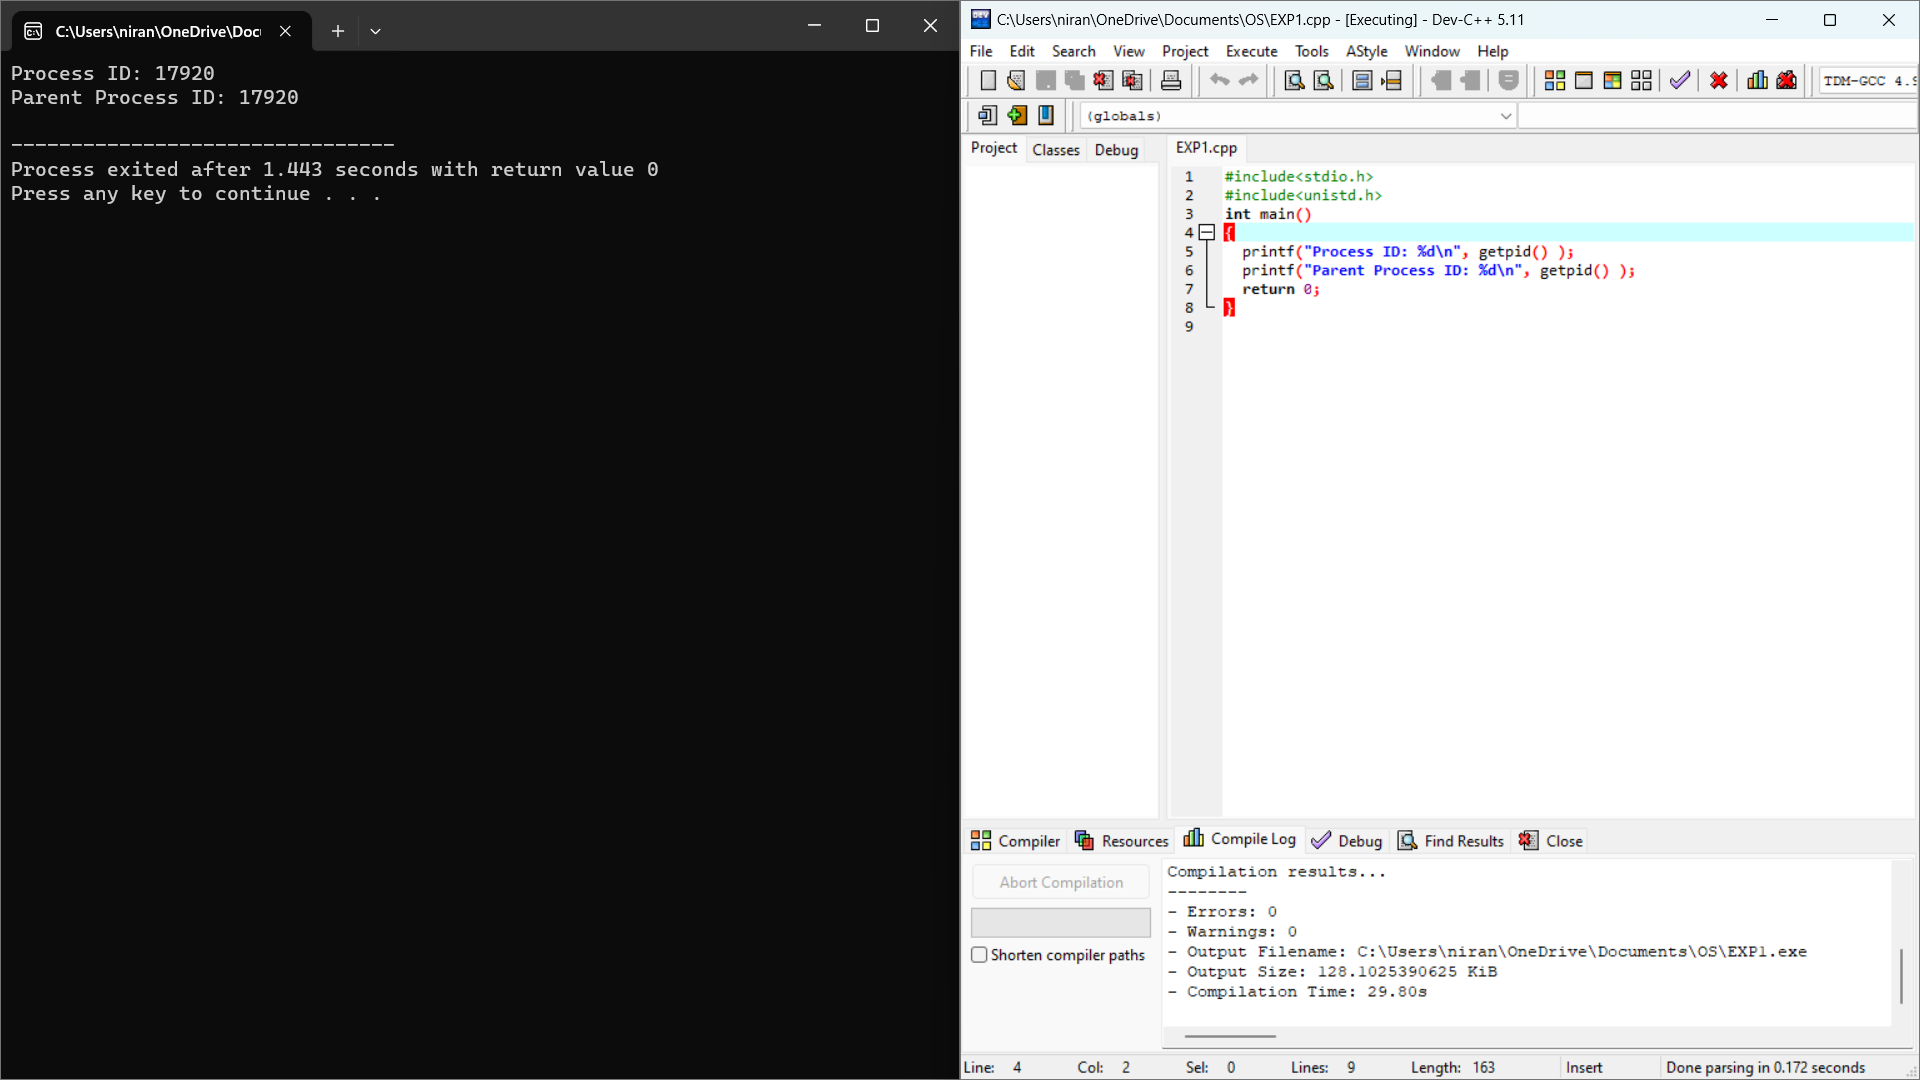 C:\Users\niran\OneDrive\Doc
Process ID: 17920
Parent Process ID: 17920
--------------------------------
Process exited after 1.443 seconds with return value 0
Press any key to continue . . .
C:\Users\niran\OneDrive\Documents\OS\EXP1.cpp - [Executing] - Dev-C++ 5.11
File Edit Search View Project Execute Tools AStyle Window Help
TDM-GCC 4.9
(globals)
Project Classes Debug
EXP1.cpp
1 #include<stdio.h>
2 #include<unistd.h>
3 int main()
4 {
5 printf("Process ID: %d\n", getpid() );
6 printf("Parent Process ID: %d\n", getpid() );
7 return 0;
8 }
9
Compiler Resources Compile Log Debug Find Results Close
Abort Compilation
Shorten compiler paths
Compilation results...
--------
- Errors: 0
- Warnings: 0
- Output Filename: C:\Users\niran\OneDrive\Documents\OS\EXP1.exe
- Output Size: 128.1025390625 KiB
- Compilation Time: 29.80s
Line: 4 Col: 2 Sel: 0 Lines: 9 Length: 163 Insert Done parsing in 0.172 seconds